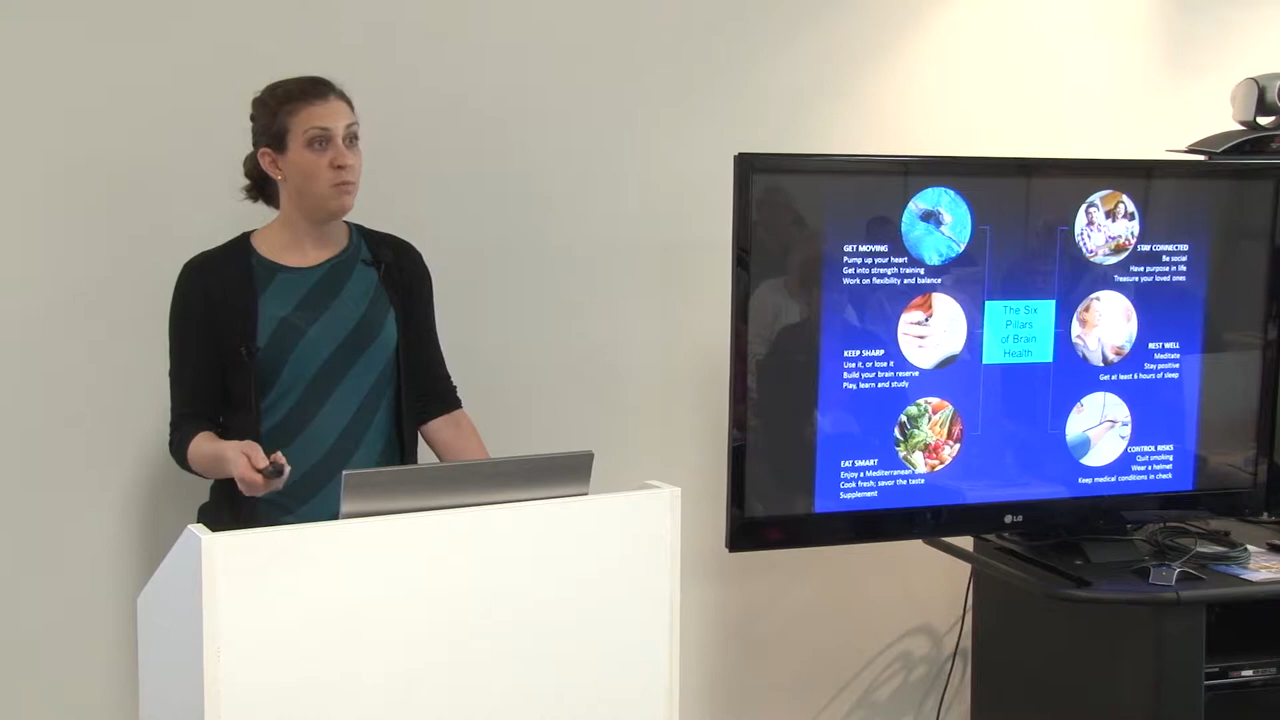 GET MOVING
Pump up your heart
Get into strength training
Work on flexibility and balance
KEEP SHARP
Use it, or lose it
Build your brain reserve
Play, learn and study
EAT SMART
Enjoy a Mediterranean
Cook fresh; savor the taste
Supplement
The Six
Pillars
of Brain
Health
STAY CONNECTED
Be social
Have purpose in life
Treasure your loved ones
REST WELL
Meditate
Stay positive
Get at least 6 hours of sleep
CONTROL RISKS
Quit smoking
Wear a helmet
Keep medical conditions in check
LG